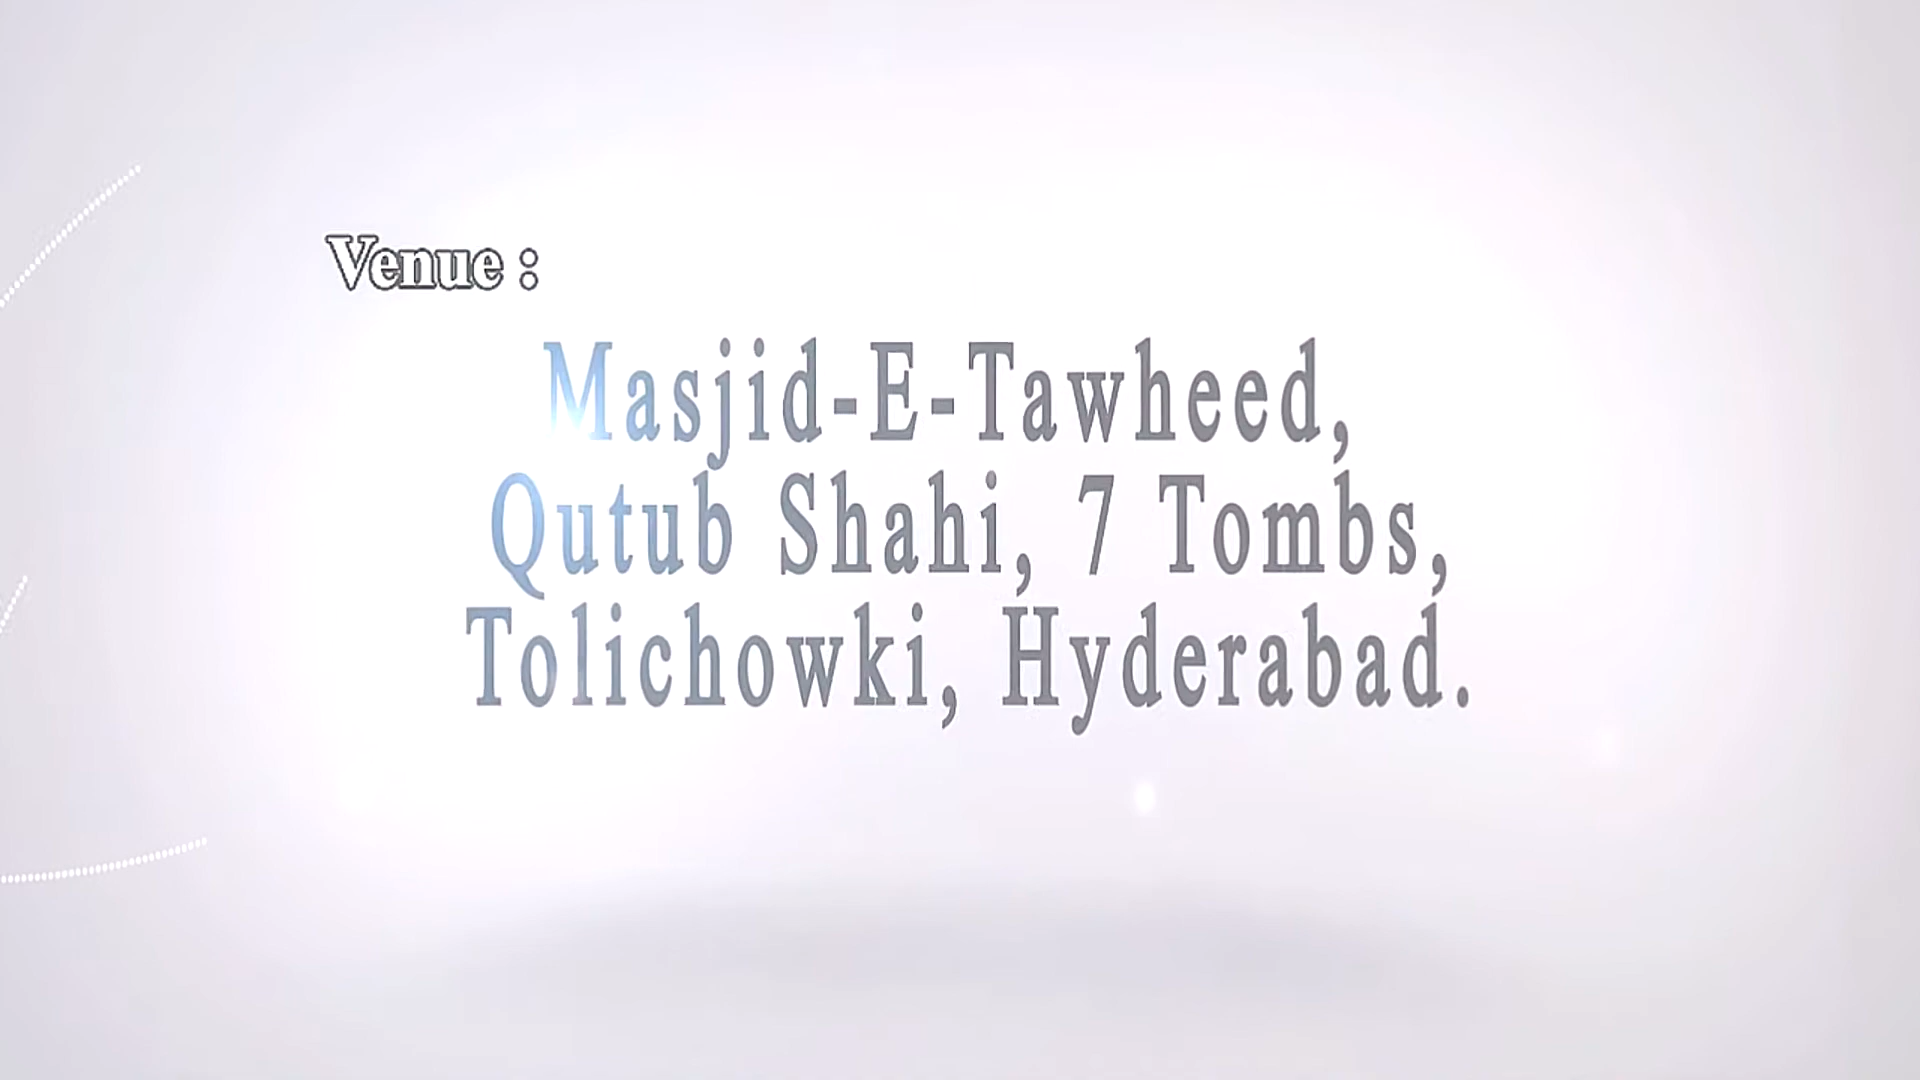 Venue :
Masjid-E-Tawheed,
Qutub Shahi, 7 Tombs,
Tolichowki, Hyderabad.